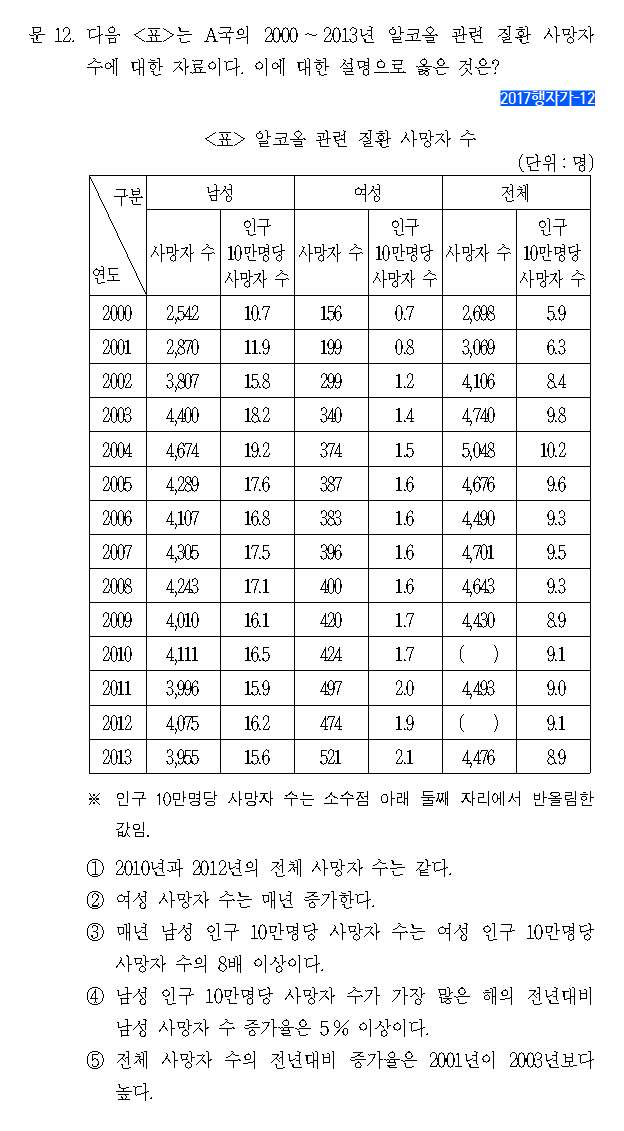 문 12. 다음 <표>는 A국의 2000 ~ 2013년 알코올 관련 질환 사망자
수에 대한 자료이다. 이에 대한 설명으로 옳은 것은?
2017행자가-12
<표> 알코올 관련 질환 사망자 수
(단위 : 명)
구분 남성 여성 전체
연도 사망자 수 인구 10만명당 사망자 수 사망자 수 인구 10만명당 사망자 수 사망자 수 인구 10만명당 사망자 수
2000 2,542 10.7 156 0.7 2,698 5.9
2001 2,870 11.9 199 0.8 3,069 6.3
2002 3,807 15.8 299 1.2 4,106 8.4
2003 4,400 18.2 340 1.4 4,740 9.8
2004 4,674 19.2 374 1.5 5,048 10.2
2005 4,289 17.6 387 1.6 4,676 9.6
2006 4,107 16.8 383 1.6 4,490 9.3
2007 4,305 17.5 396 1.6 4,701 9.5
2008 4,243 17.1 400 1.6 4,643 9.3
2009 4,010 16.1 420 1.7 4,430 8.9
2010 4,111 16.5 424 1.7 ( ) 9.1
2011 3,996 15.9 497 2.0 4,493 9.0
2012 4,075 16.2 474 1.9 ( ) 9.1
2013 3,955 15.6 521 2.1 4,476 8.9
※ 인구 10만명당 사망자 수는 소수점 아래 둘째 자리에서 반올림한
값임.
① 2010년과 2012년의 전체 사망자 수는 같다.
② 여성 사망자 수는 매년 증가한다.
③ 매년 남성 인구 10만명당 사망자 수는 여성 인구 10만명당
사망자 수의 8배 이상이다.
④ 남성 인구 10만명당 사망자 수가 가장 많은 해의 전년대비
남성 사망자 수 증가율은 5% 이상이다.
⑤ 전체 사망자 수의 전년대비 증가율은 2001년이 2003년보다
높다.